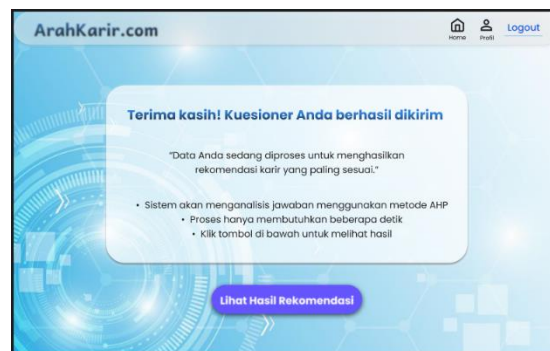 ArahKarir.com
Home
Profil
Logout
Terima kasih! Kuesioner Anda berhasil dikirim
"Data Anda sedang diproses untuk menghasilkan
rekomendasi karir yang paling sesuai."
• Sistem akan menganalisis jawaban menggunakan metode AHP
• Proses hanya membutuhkan beberapa detik
• Klik tombol di bawah untuk melihat hasil
Lihat Hasil Rekomendasi